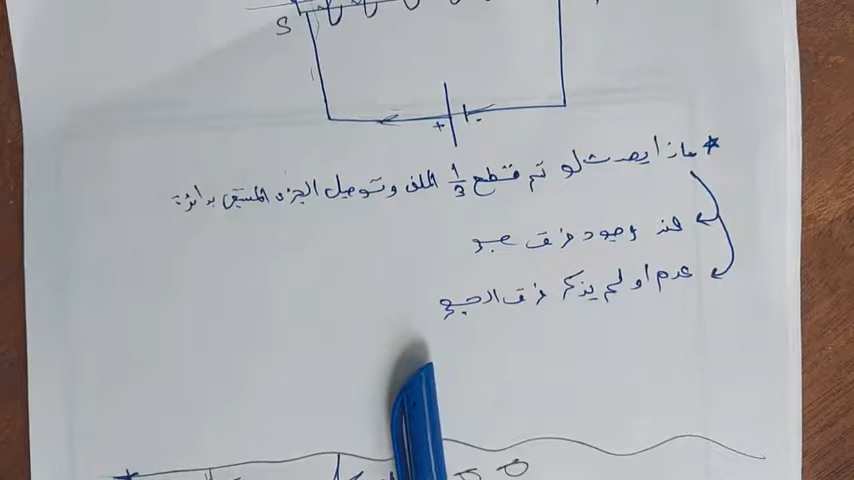 S
+ -
* ماذا يحدث لو تم قطع 1/3 الملف وتوصيل الجزء المتبقي بدائرة
عند وجود فرق جهد
عدم او لم يذكر فرق الجهد